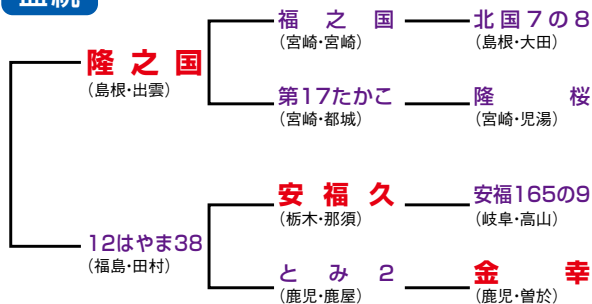 血統
福之国
(宮崎・宮崎)
北国7の8
(島根・大田)
隆之国
(島根・出雲)
第17たかこ
(宮崎・都城)
隆桜
(宮崎・児湯)
安福久
(栃木・那須)
安福165の9
(岐阜・高山)
12はやま38
(福島・田村)
とみ2
(鹿児・鹿屋)
金幸
(鹿児・曽於)